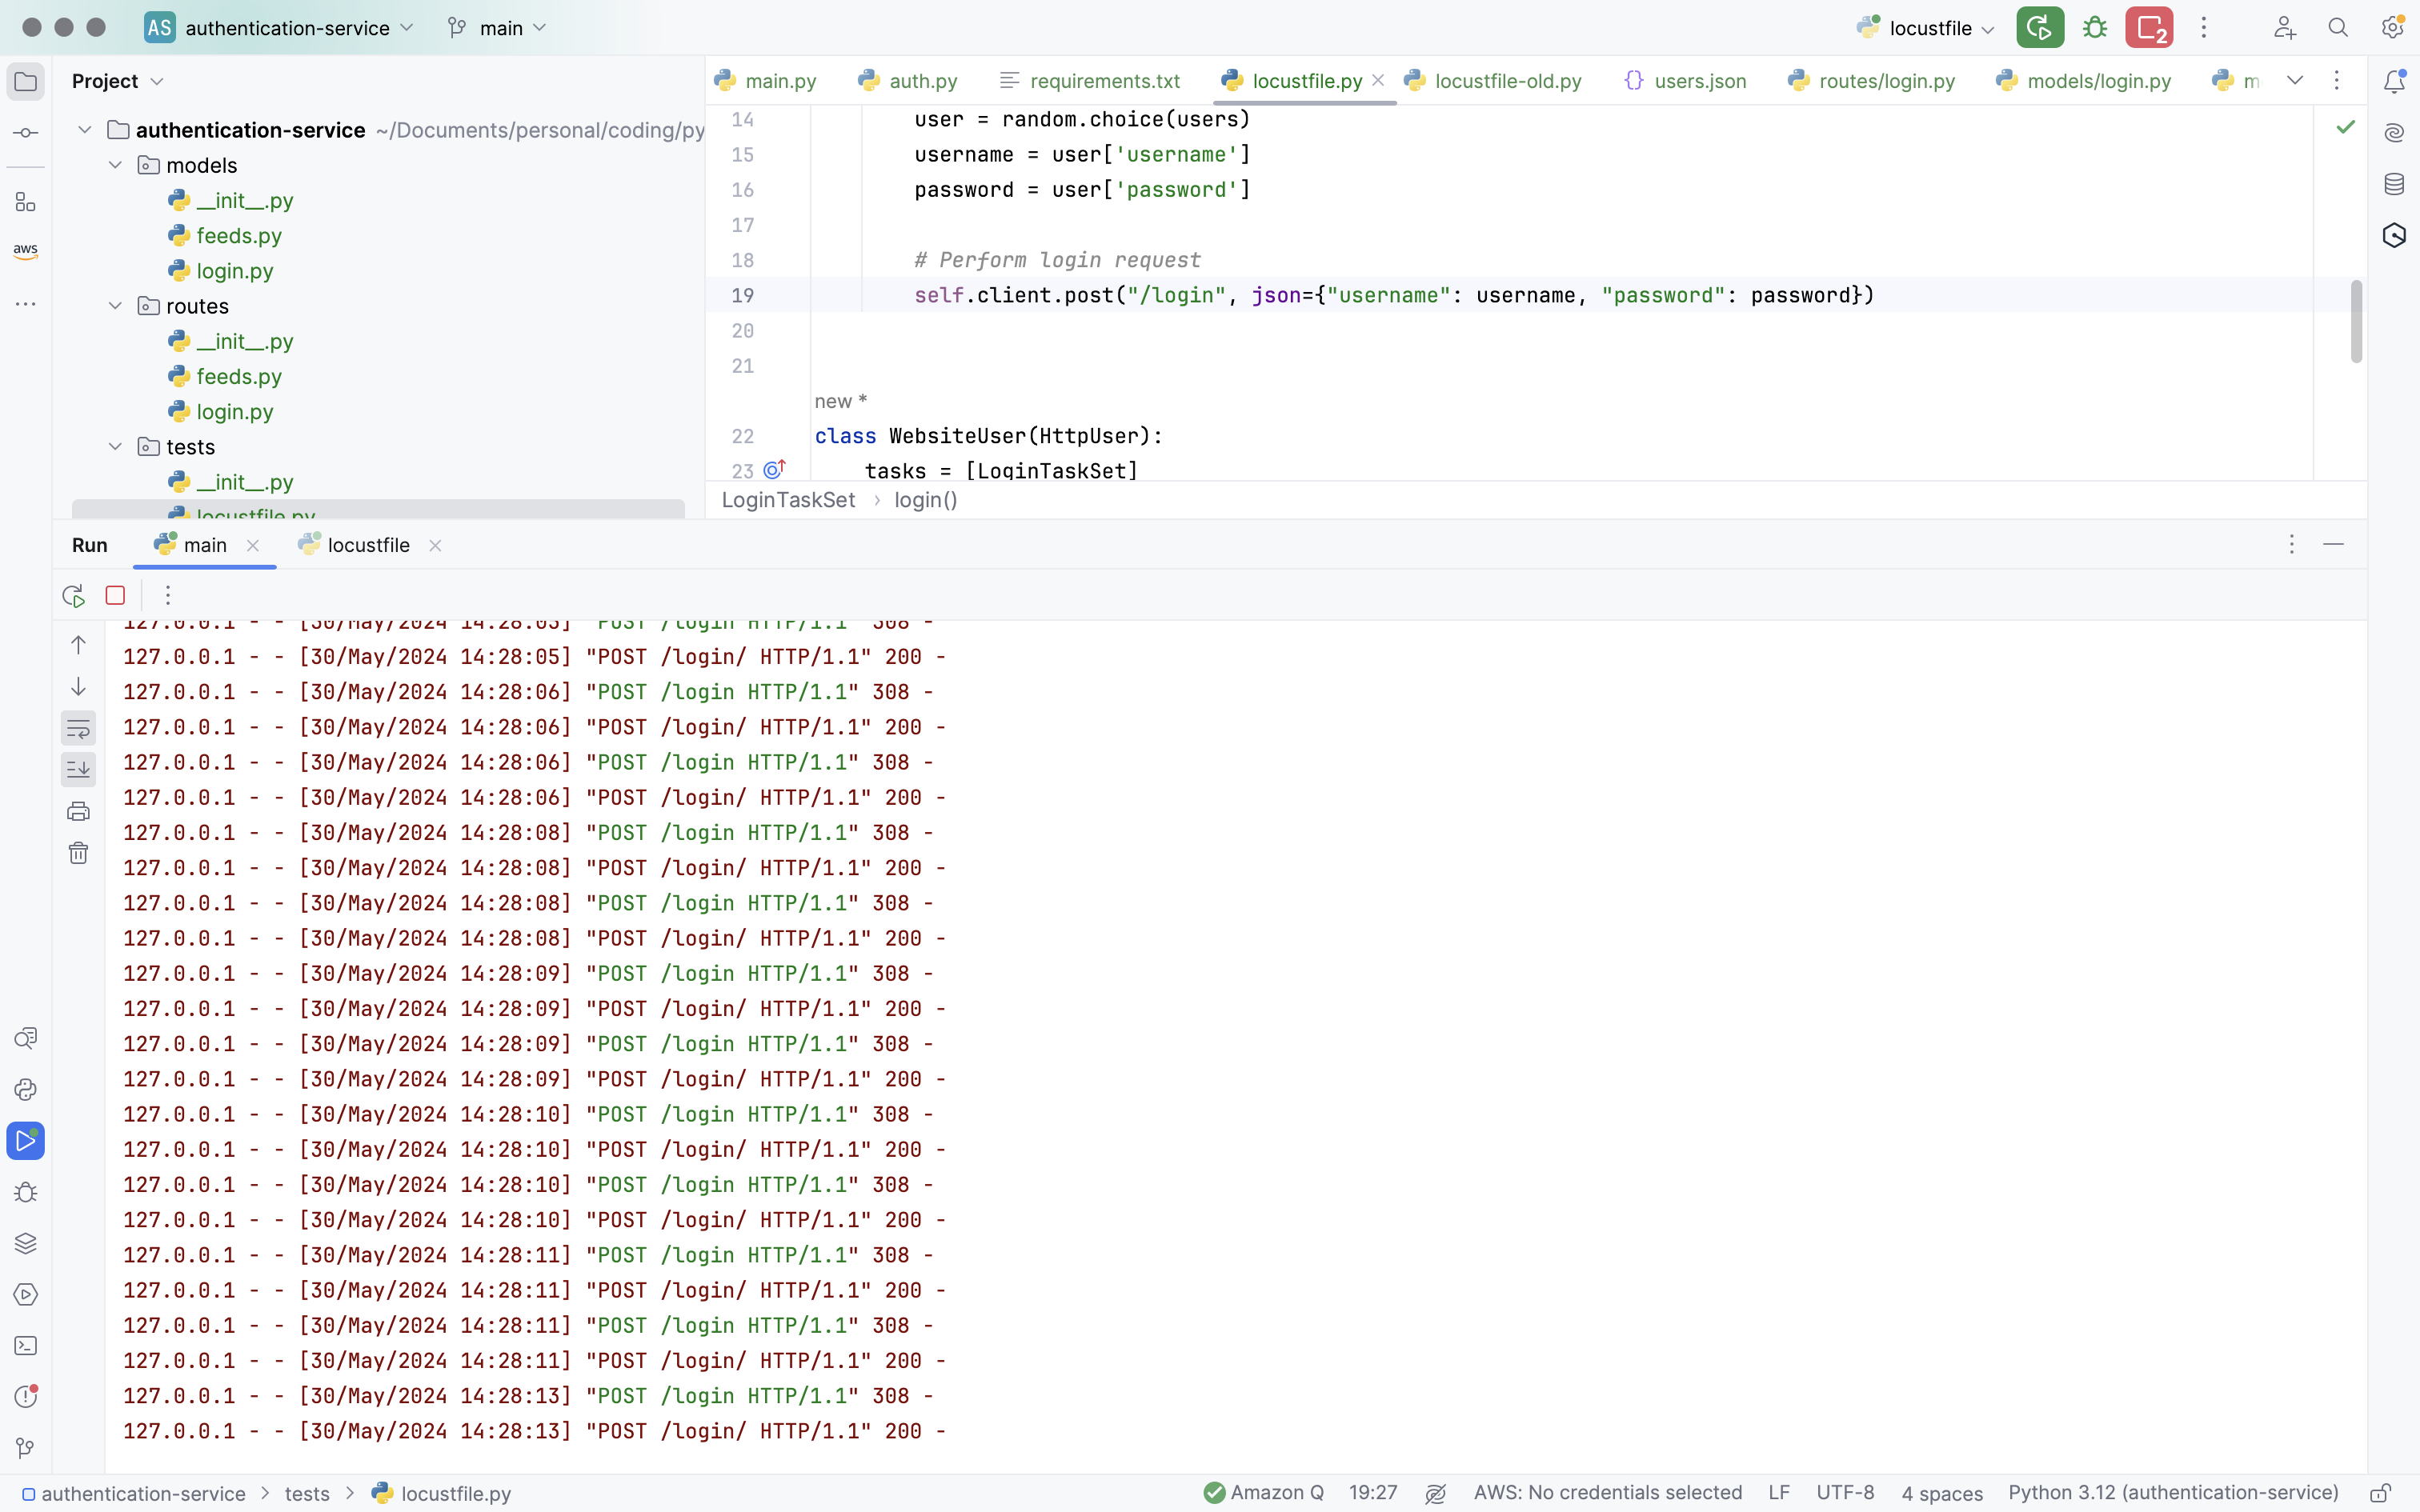 AS authentication-service main locustfile 2
Project
main.py auth.py requirements.txt locustfile.py locustfile-old.py users.json routes/login.py models/login.py m
authentication-service ~/Documents/personal/coding/py
models
__init__.py
feeds.py
login.py
routes
__init__.py
feeds.py
login.py
tests
__init__.py
locustfile.py
aws
14 user = random.choice(users)
15 username = user['username']
16 password = user['password']
17
18 # Perform login request
19 self.client.post("/login", json={"username": username, "password": password})
20
21
new *
22 class WebsiteUser(HttpUser):
23 tasks = [LoginTaskSet]
LoginTaskSet › login()
Run main locustfile
127.0.0.1 - - [30/May/2024 14:28:05] "POST /login HTTP/1.1" 308 -
127.0.0.1 - - [30/May/2024 14:28:05] "POST /login/ HTTP/1.1" 200 -
127.0.0.1 - - [30/May/2024 14:28:06] "POST /login HTTP/1.1" 308 -
127.0.0.1 - - [30/May/2024 14:28:06] "POST /login/ HTTP/1.1" 200 -
127.0.0.1 - - [30/May/2024 14:28:06] "POST /login HTTP/1.1" 308 -
127.0.0.1 - - [30/May/2024 14:28:06] "POST /login/ HTTP/1.1" 200 -
127.0.0.1 - - [30/May/2024 14:28:08] "POST /login HTTP/1.1" 308 -
127.0.0.1 - - [30/May/2024 14:28:08] "POST /login/ HTTP/1.1" 200 -
127.0.0.1 - - [30/May/2024 14:28:08] "POST /login HTTP/1.1" 308 -
127.0.0.1 - - [30/May/2024 14:28:08] "POST /login/ HTTP/1.1" 200 -
127.0.0.1 - - [30/May/2024 14:28:09] "POST /login HTTP/1.1" 308 -
127.0.0.1 - - [30/May/2024 14:28:09] "POST /login/ HTTP/1.1" 200 -
127.0.0.1 - - [30/May/2024 14:28:09] "POST /login HTTP/1.1" 308 -
127.0.0.1 - - [30/May/2024 14:28:09] "POST /login/ HTTP/1.1" 200 -
127.0.0.1 - - [30/May/2024 14:28:10] "POST /login HTTP/1.1" 308 -
127.0.0.1 - - [30/May/2024 14:28:10] "POST /login/ HTTP/1.1" 200 -
127.0.0.1 - - [30/May/2024 14:28:10] "POST /login HTTP/1.1" 308 -
127.0.0.1 - - [30/May/2024 14:28:10] "POST /login/ HTTP/1.1" 200 -
127.0.0.1 - - [30/May/2024 14:28:11] "POST /login HTTP/1.1" 308 -
127.0.0.1 - - [30/May/2024 14:28:11] "POST /login/ HTTP/1.1" 200 -
127.0.0.1 - - [30/May/2024 14:28:11] "POST /login HTTP/1.1" 308 -
127.0.0.1 - - [30/May/2024 14:28:11] "POST /login/ HTTP/1.1" 200 -
127.0.0.1 - - [30/May/2024 14:28:13] "POST /login HTTP/1.1" 308 -
127.0.0.1 - - [30/May/2024 14:28:13] "POST /login/ HTTP/1.1" 200 -
authentication-service > tests > locustfile.py Amazon Q 19:27 AWS: No credentials selected LF UTF-8 4 spaces Python 3.12 (authentication-service)